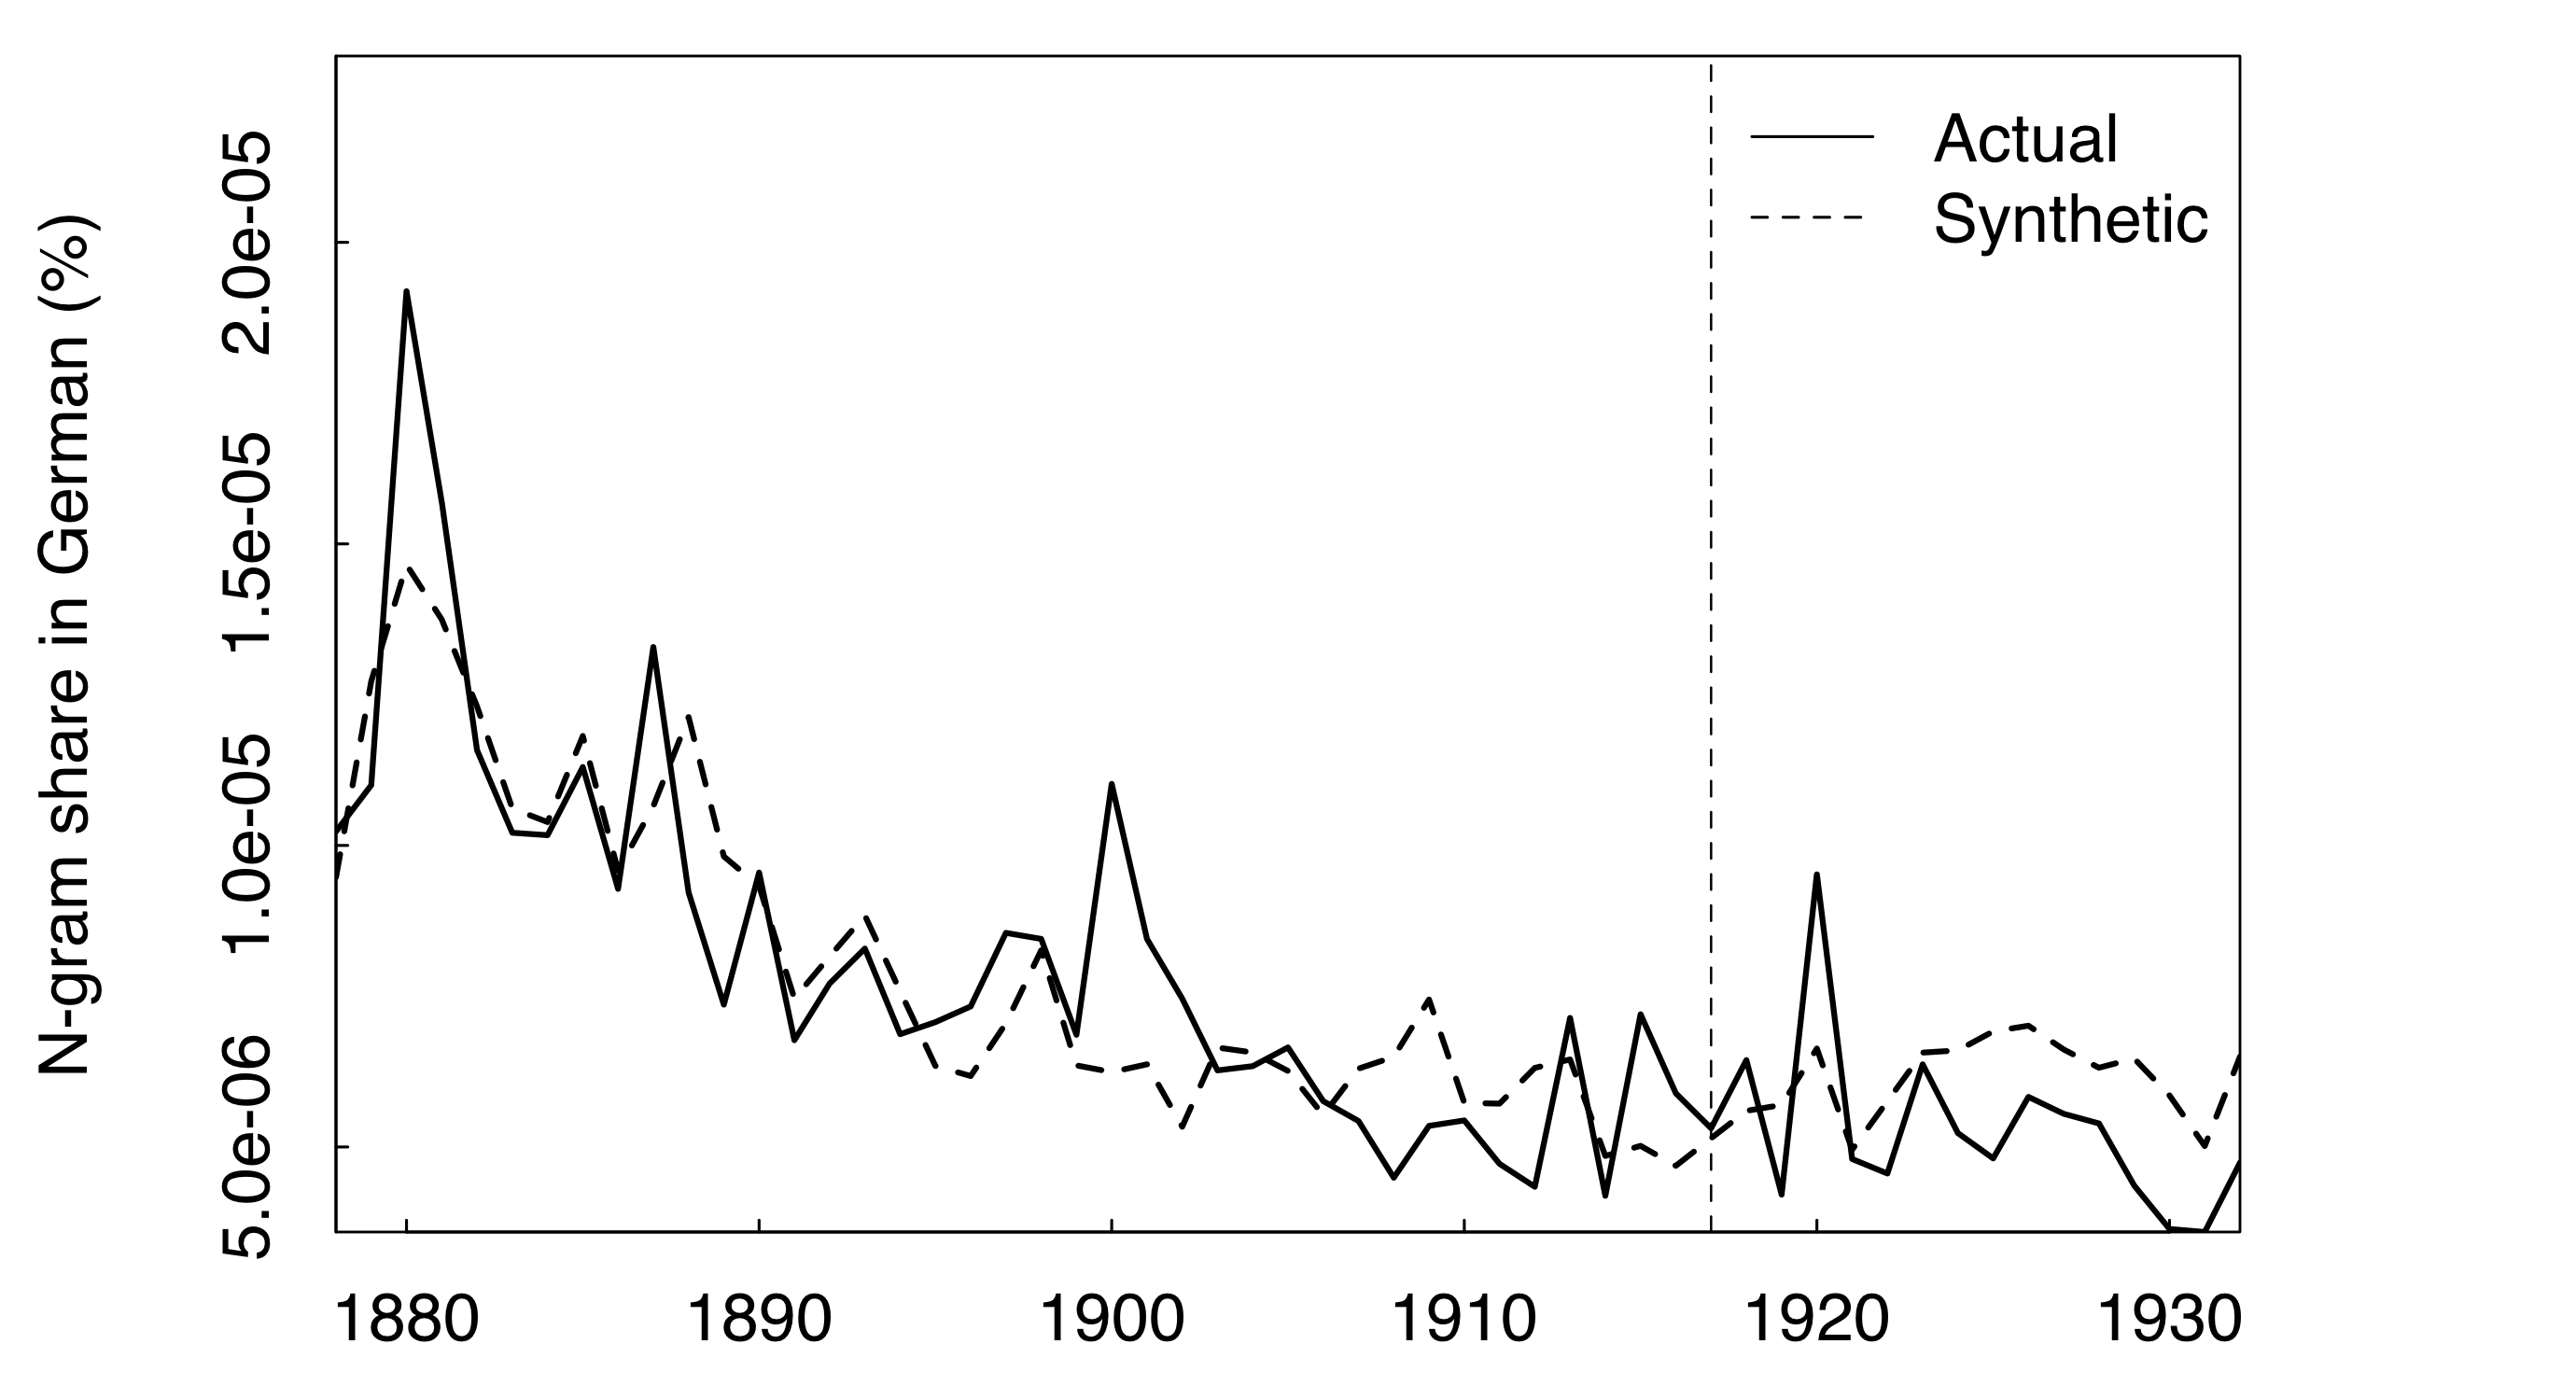 N-gram share in German (%)
2.0e-05
1.5e-05
1.0e-05
5.0e-06
Actual
Synthetic
1880 1890 1900 1910 1920 1930